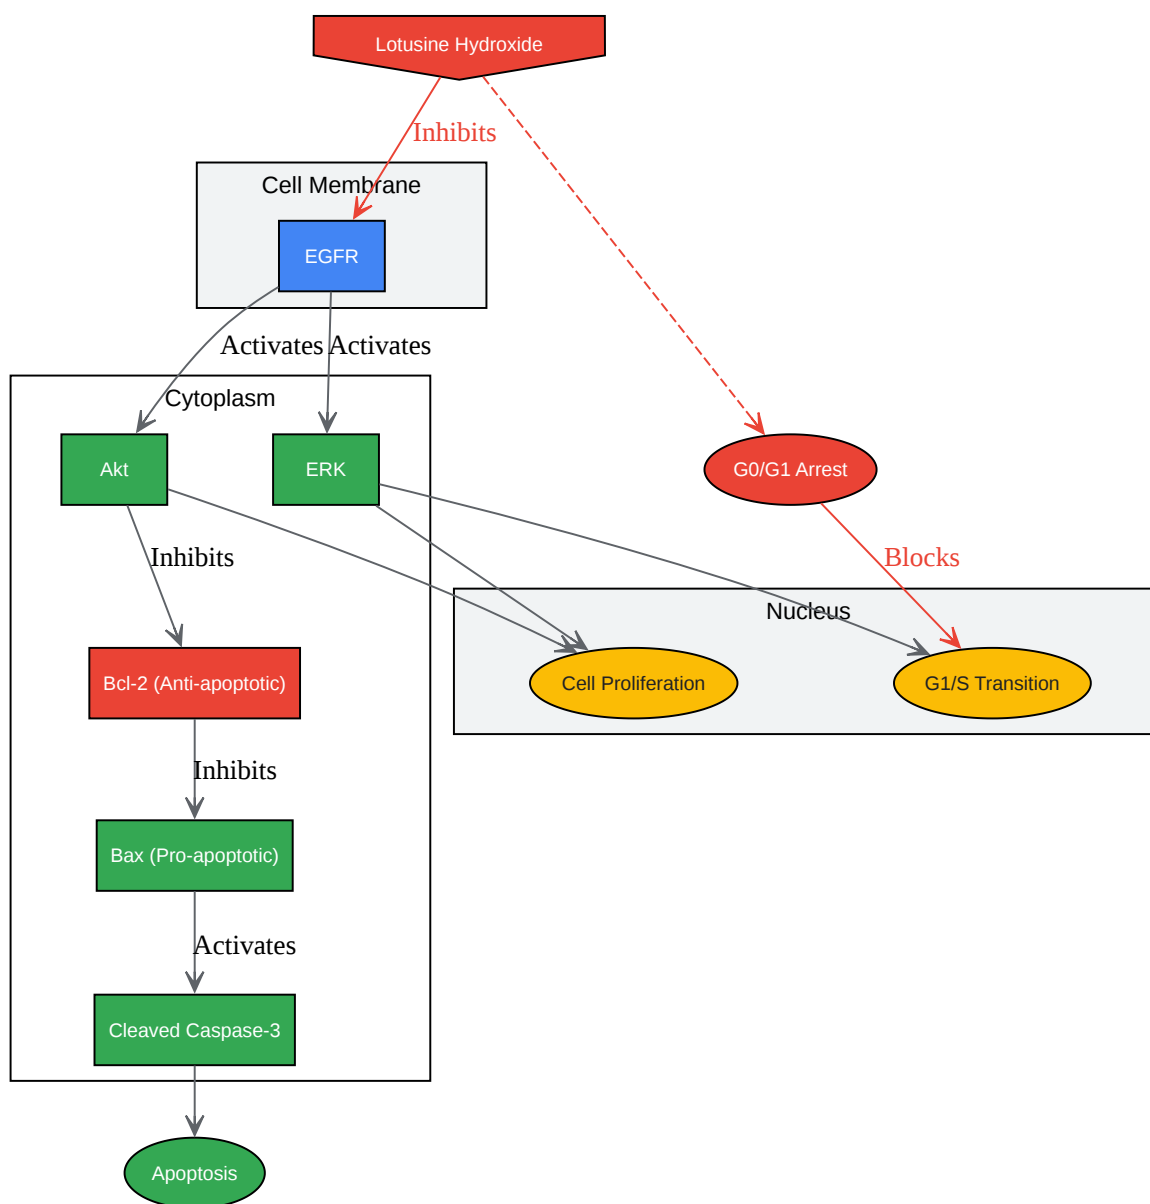 Lotusine Hydroxide
Inhibits
Cell Membrane
EGFR
Activates
Activates
Cytoplasm
Akt
ERK
G0/G1 Arrest
Inhibits
Blocks
Nucleus
Bcl-2 (Anti-apoptotic)
Cell Proliferation
G1/S Transition
Inhibits
Bax (Pro-apoptotic)
Activates
Cleaved Caspase-3
Apoptosis